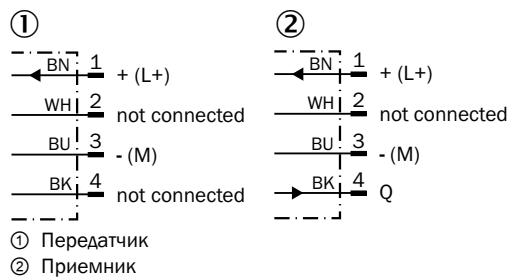 ①
BN 1 + (L+)
WH 2 not connected
BU 3 - (M)
BK 4 not connected
②
BN 1 + (L+)
WH 2 not connected
BU 3 - (M)
BK 4 Q
① Передатчик
② Приемник